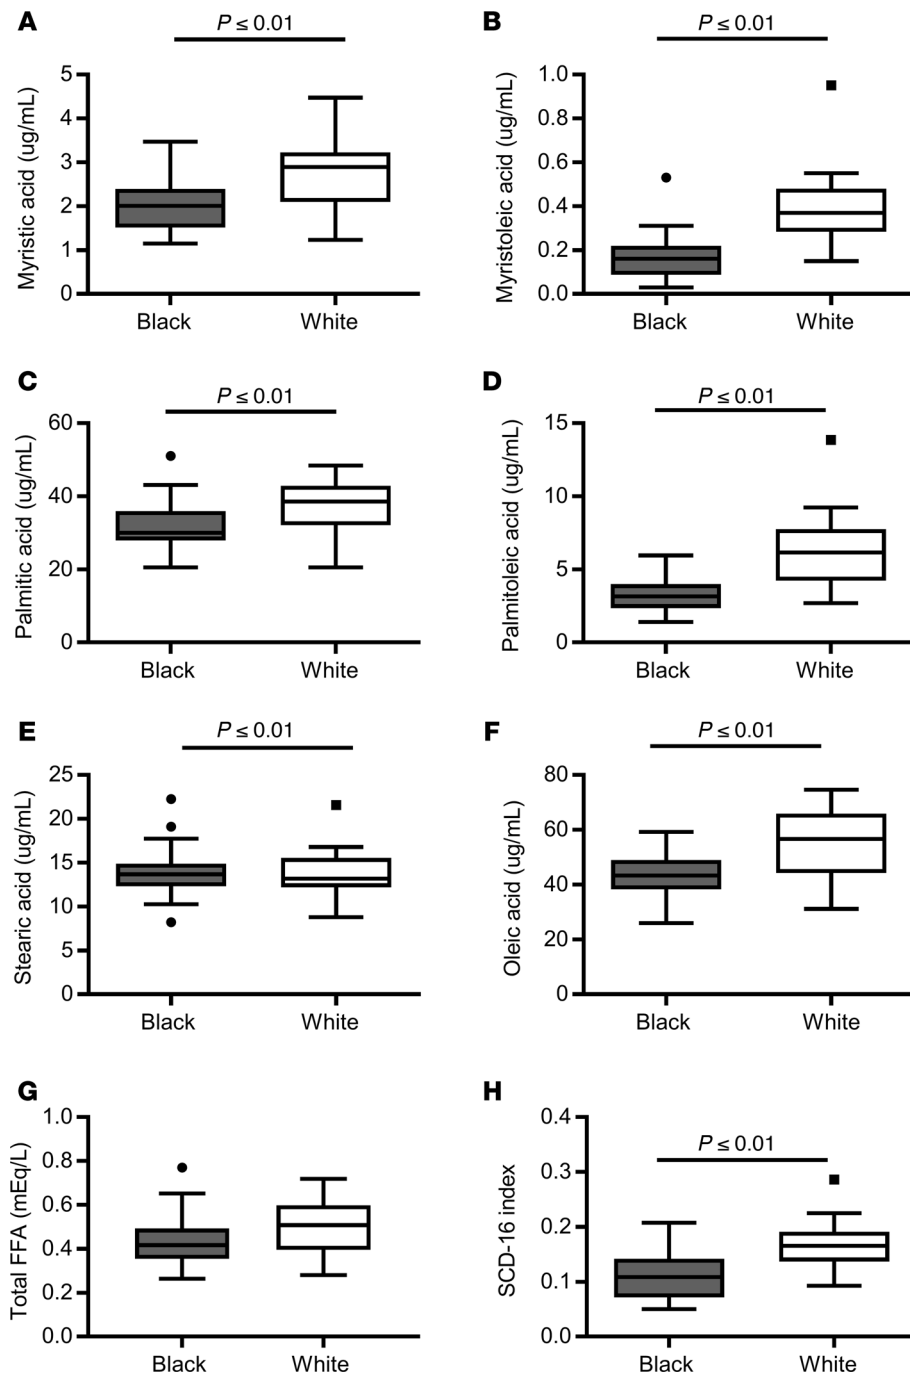 A
P ≤ 0.01
Myristic acid (ug/mL)
5
4
3
2
1
0
Black White
B
P ≤ 0.01
Myristoleic acid (ug/mL)
1.0
0.8
0.6
0.4
0.2
0.0
Black White
C
P ≤ 0.01
Palmitic acid (ug/mL)
60
40
20
0
Black White
D
P ≤ 0.01
Palmitoleic acid (ug/mL)
15
10
5
0
Black White
E
P ≤ 0.01
Stearic acid (ug/mL)
25
20
15
10
5
0
Black White
F
P ≤ 0.01
Oleic acid (ug/mL)
80
60
40
20
0
Black White
G
Total FFA (mEq/L)
1.0
0.8
0.6
0.4
0.2
0.0
Black White
H
P ≤ 0.01
SCD-16 index
0.4
0.3
0.2
0.1
0.0
Black White